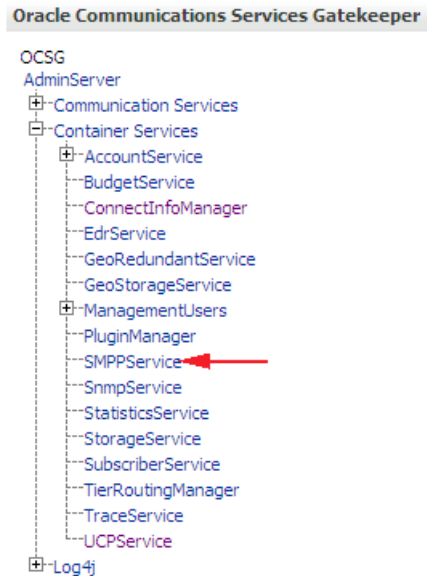 Oracle Communications Services Gatekeeper
OCSG
AdminServer
Communication Services
Container Services
AccountService
BudgetService
ConnectInfoManager
EdrService
GeoRedundantService
GeoStorageService
ManagementUsers
PluginManager
SMPPService
SnmpService
StatisticsService
StorageService
SubscriberService
TierRoutingManager
TraceService
UCPService
Log4j